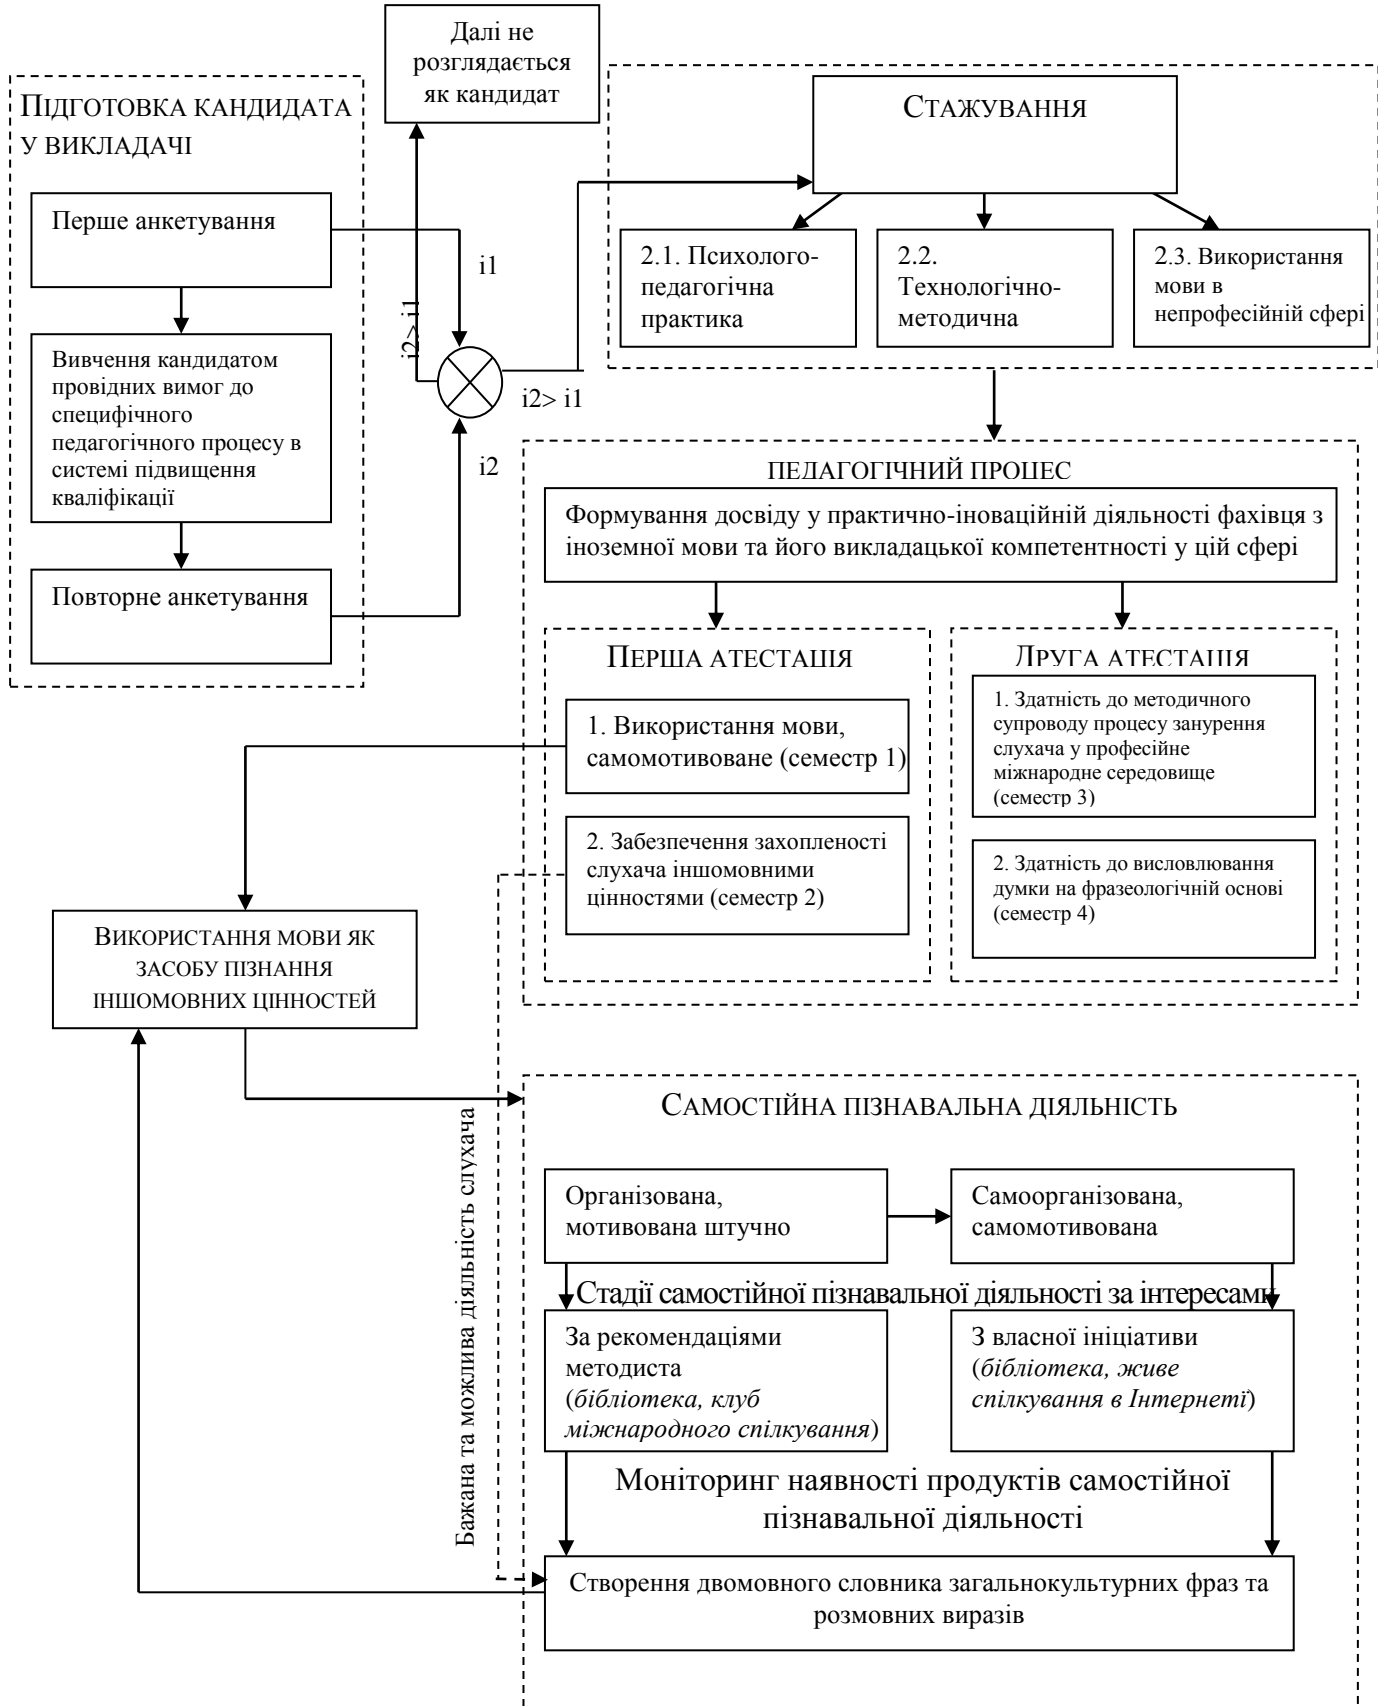 Далі не
розглядається
як кандидат
ПІДГОТОВКА КАНДИДАТА
У ВИКЛАДАЧІ
Перше анкетування
Вивчення кандидатом
провідних вимог до
специфічного
педагогічного процесу в
системі підвищення
кваліфікації
Повторне анкетування
і1
і2> і1
і2> і1
і2
СТАЖУВАННЯ
2.1. Психолого-
педагогічна
практика
2.2.
Технологічно-
методична
2.3. Використання
мови в
непрофесійній сфері
ПЕДАГОГІЧНИЙ ПРОЦЕС
Формування досвіду у практично-іноваційній діяльності фахівця з
іноземної мови та його викладацької компетентності у цій сфері
ПЕРША АТЕСТАЦІЯ
1. Використання мови,
самомотивоване (семестр 1)
2. Забезпечення захопленості
слухача іншомовними
цінностями (семестр 2)
ДРУГА АТЕСТАЦІЯ
1. Здатність до методичного
супроводу процесу занурення
слухача у професійне
міжнародне середовище
(семестр 3)
2. Здатність до висловлювання
думки на фразеологічній основі
(семестр 4)
ВИКОРИСТАННЯ МОВИ ЯК
ЗАСОБУ ПІЗНАННЯ
ІНШОМОВНИХ ЦІННОСТЕЙ
Бажана та можлива діяльність слухача
САМОСТІЙНА ПІЗНАВАЛЬНА ДІЯЛЬНІСТЬ
Організована,
мотивована штучно
Самоорганізована,
самомотивована
Стадії самостійної пізнавальної діяльності за інтересами
За рекомендаціями
методиста
(бібліотека, клуб
міжнародного спілкування)
З власної ініціативи
(бібліотека, живе
спілкування в Інтернеті)
Моніторинг наявності продуктів самостійної
пізнавальної діяльності
Створення двомовного словника загальнокультурних фраз та
розмовних виразів